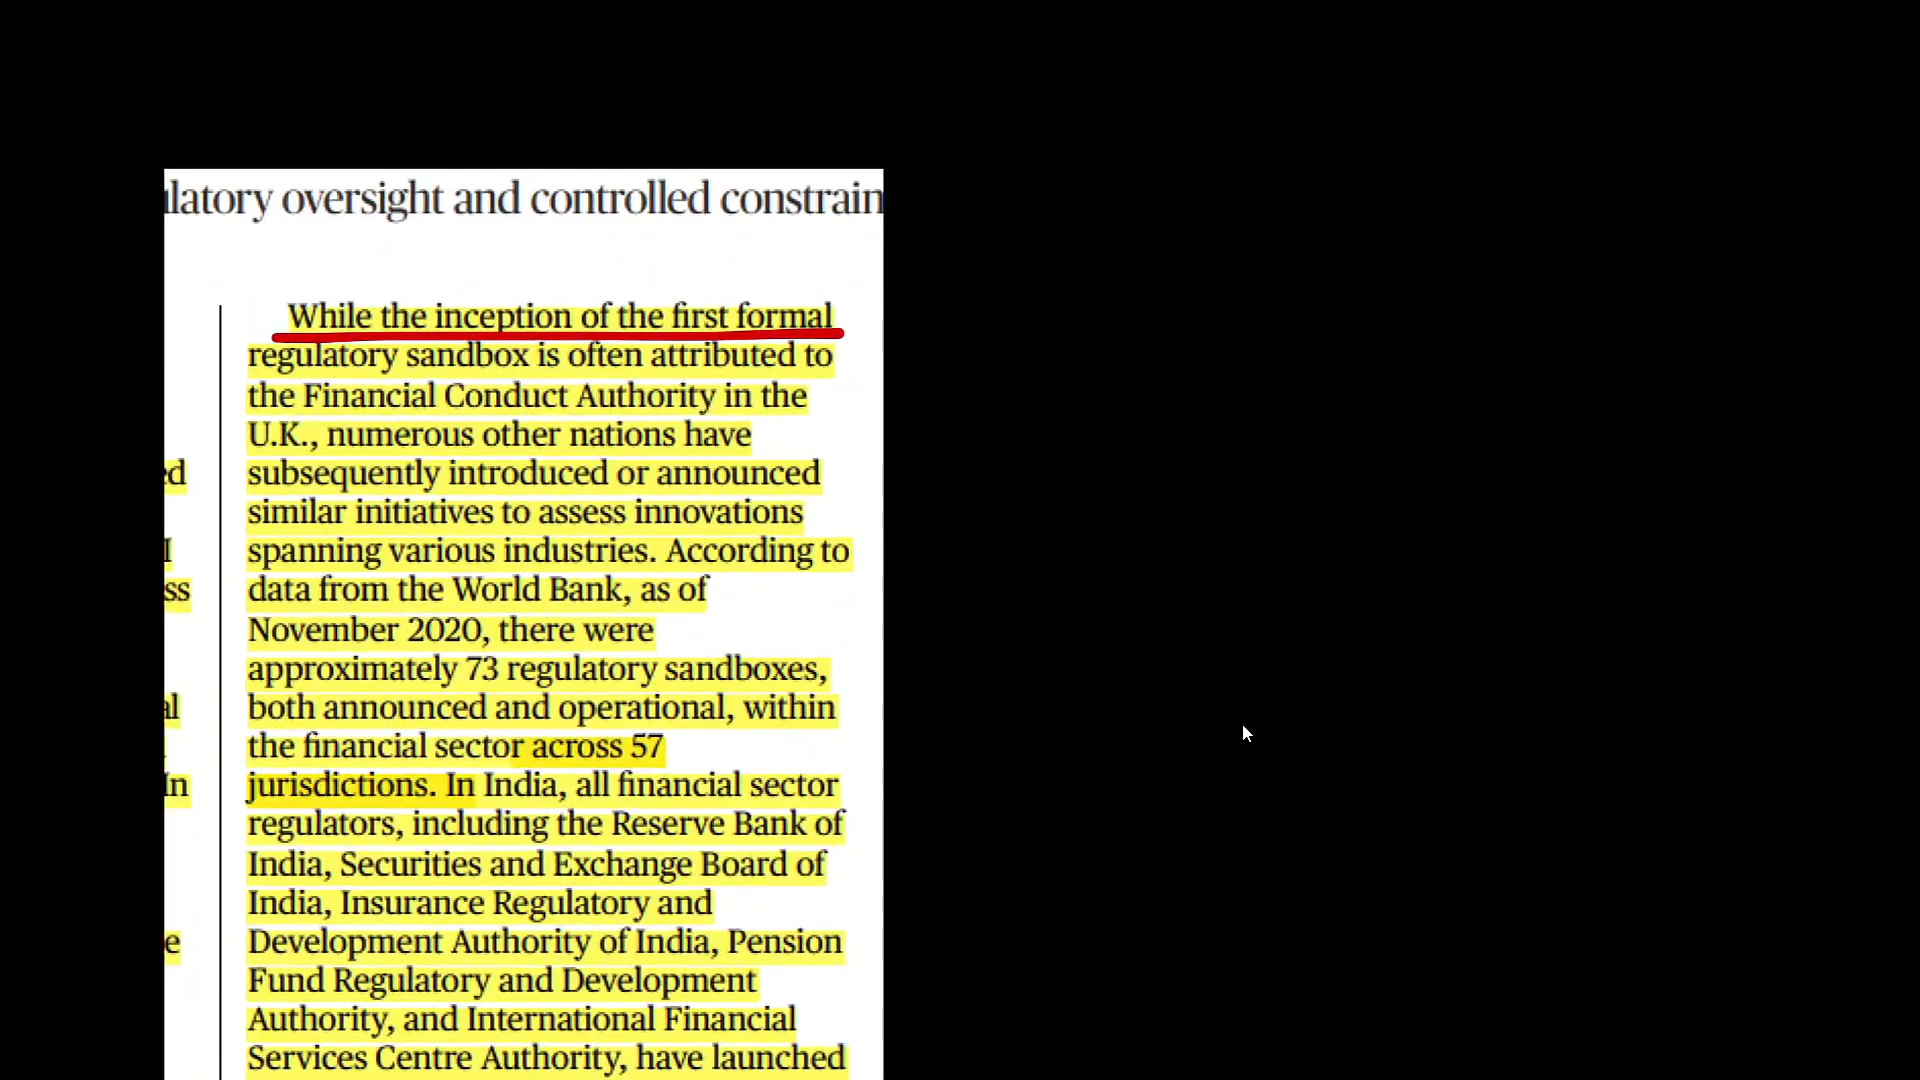 oversight and controlled
While the inception of the first formal
regulatory sandbox is often attributed to
the Financial Conduct Authority in the
U.K., numerous other nations have
subsequently introduced or announced
similar initiatives to assess innovations
spanning various industries. According to
data from the World Bank, as of
November 2020, there were
approximately 73 regulatory sandboxes,
both announced and operational, within
the financial sector across 57
jurisdictions. In India, all financial sector
regulators, including the Reserve Bank of
India, Securities and Exchange Board of
India, Insurance Regulatory and
Development Authority of India, Pension
Fund Regulatory and Development
Authority, and International Financial
Services Centre Authority, have launched